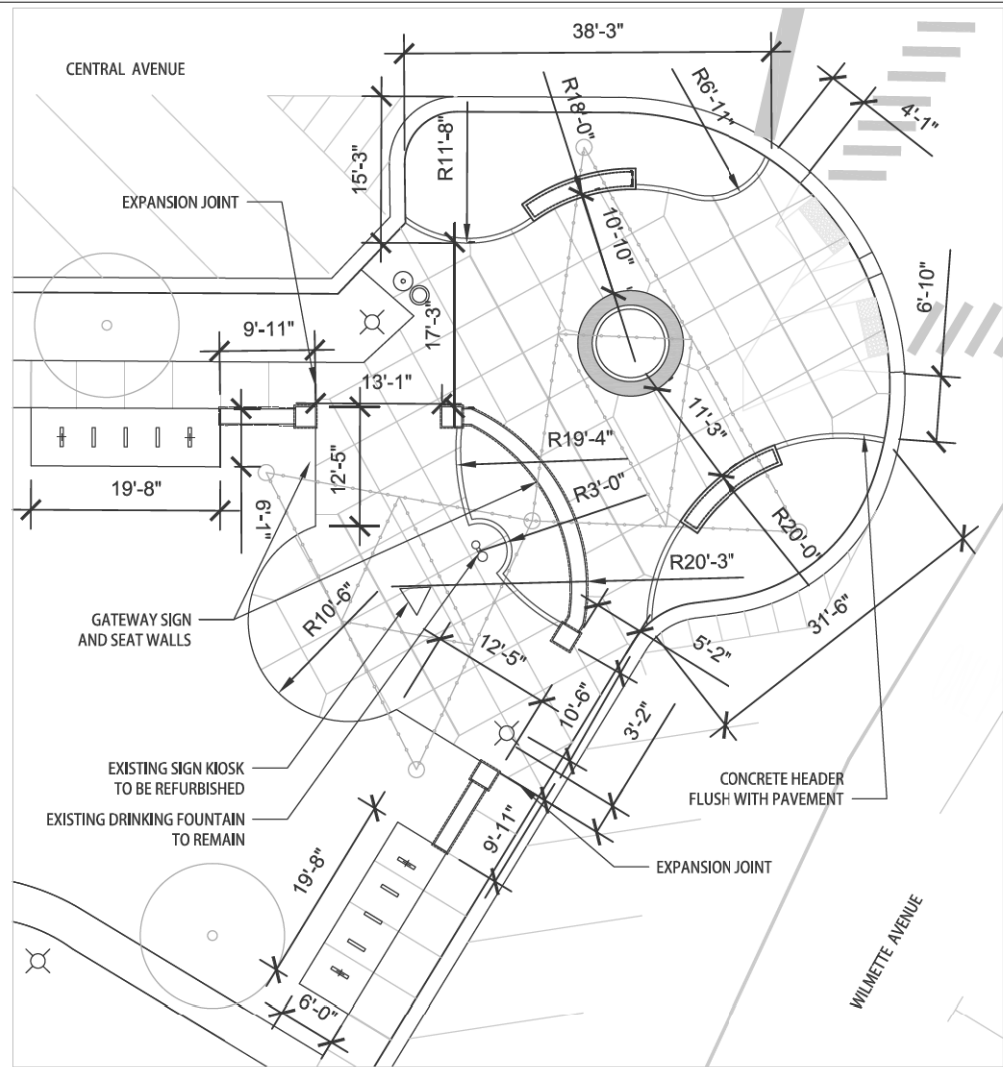 38'-3"
CENTRAL AVENUE
R18'-0"
R6'-11"
4'-1"
15'-3"
R11'-8"
EXPANSION JOINT
10'-10"
6'-10"
17'-3"
9'-11"
13'-1"
11'-3"
R19'-4"
12'-5"
R3'-0"
19'-8"
6'-1"
R20'-0"
R20'-3"
R10'-6"
31'-6"
GATEWAY SIGN
AND SEAT WALLS
12'-5"
5'-2"
10'-6"
3'-2"
EXISTING SIGN KIOSK
TO BE REFURBISHED
CONCRETE HEADER
FLUSH WITH PAVEMENT
EXISTING DRINKING FOUNTAIN
TO REMAIN
9'-11"
19'-8"
EXPANSION JOINT
WILMETTE AVENUE
6'-0"